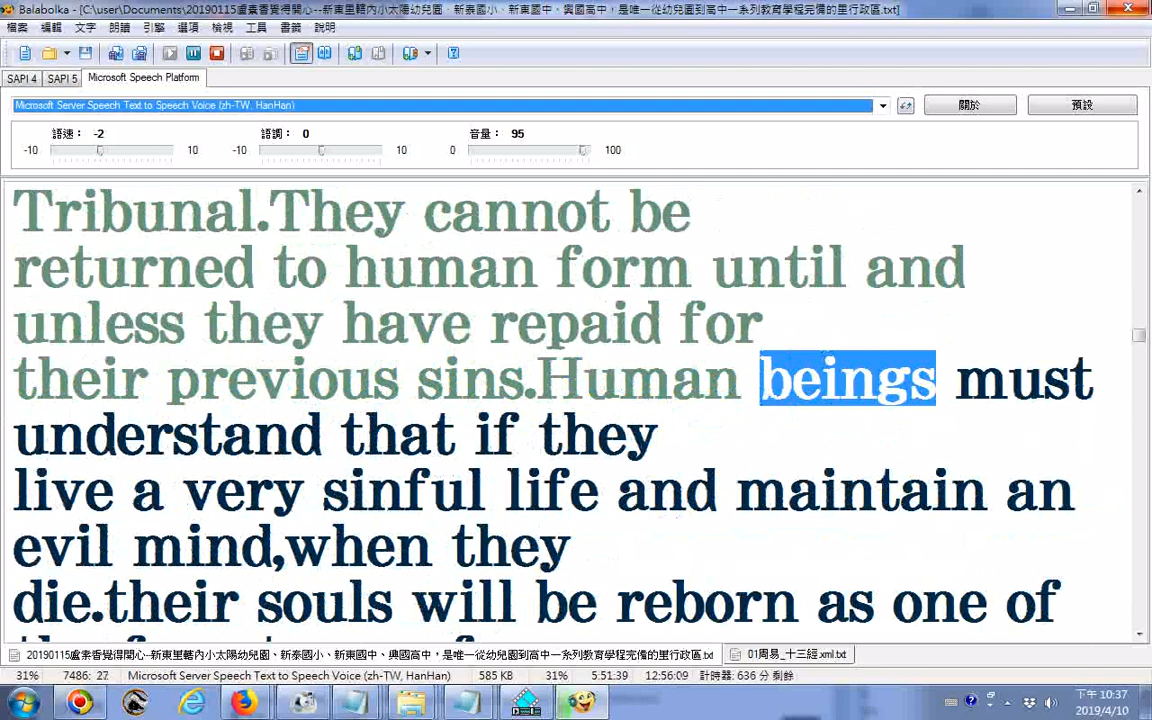 Balabolka - [C:\user\Documents\20190115盧素香覺得開心--新東里轄內小太陽幼兒園、新泰國小、新東國中、興國高中，是唯一從幼兒園到高中一系列教育學程完備的里行政區.txt]
檔案 編輯 文字 朗讀 引擎 選項 檢視 工具 書籤 說明
SAPI 4 SAPI 5 Microsoft Speech Platform
Microsoft Server Speech Text to Speech Voice (zh-TW, HanHan) 關於 預設
語速： -2 語調： 0 音量： 95
-10 10 -10 10 0 100
Tribunal.They cannot be
returned to human form until and
unless they have repaid for
their previous sins.Human beings must
understand that if they
live a very sinful life and maintain an
evil mind,when they
die.their souls will be reborn as one of
20190115盧素香覺得開心--新東里轄內小太陽幼兒園、新泰國小、新東國中、興國高中，是唯一從幼兒園到高中一系列教育學程完備的里行政區.txt 01周易_十三經.xml.txt
31% 7486: 27 Microsoft Server Speech Text to Speech Voice (zh-TW, HanHan) 585 KB 31% 5:51:39 12:56:09 計時器: 636 分 剩餘
下午 10:37
2019/4/10